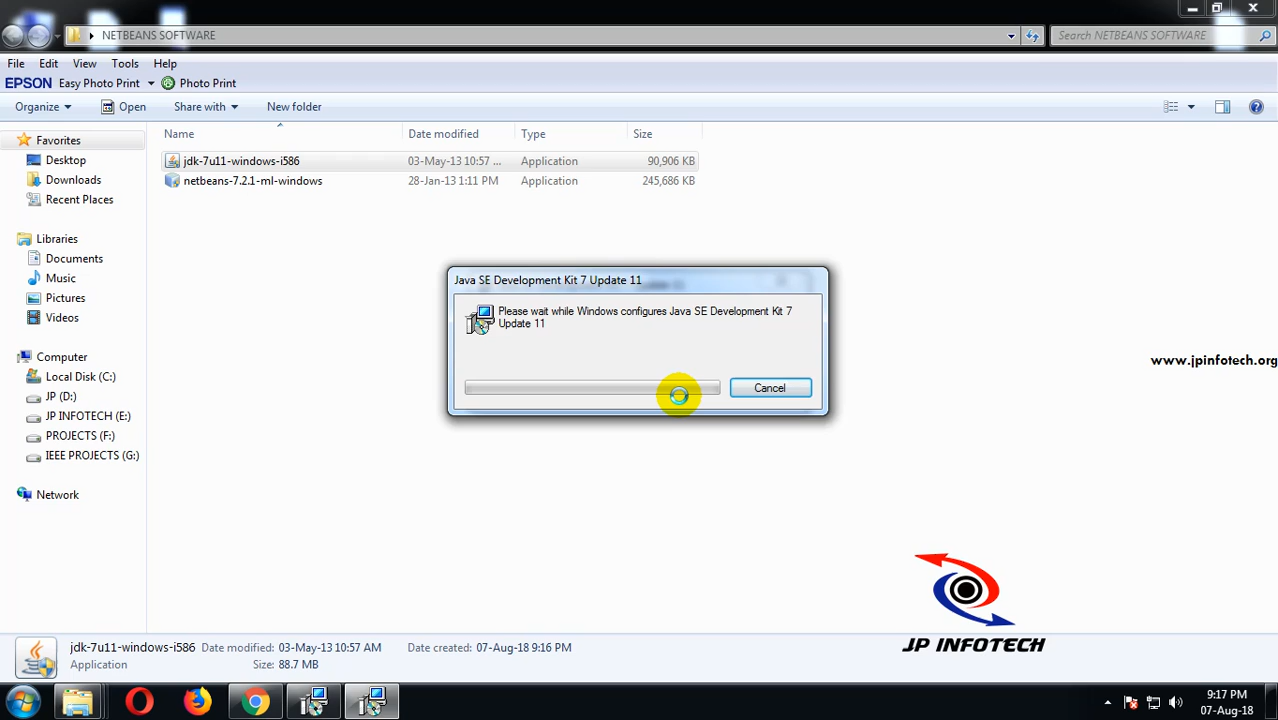 NETBEANS SOFTWARE
Search NETBEANS SOFTWARE
File Edit View Tools Help
EPSON Easy Photo Print Photo Print
Organize Open Share with New folder
Name Date modified Type Size
jdk-7u11-windows-i586 03-May-13 10:57 ... Application 90,906 KB
netbeans-7.2.1-ml-windows 28-Jan-13 1:11 PM Application 245,686 KB
Favorites
Desktop
Downloads
Recent Places
Libraries
Documents
Music
Pictures
Videos
Computer
Local Disk (C:)
JP (D:)
JP INFOTECH (E:)
PROJECTS (F:)
IEEE PROJECTS (G:)
Network
Java SE Development Kit 7 Update 11
Please wait while Windows configures Java SE Development Kit 7
Update 11
Cancel
www.jpinfotech.org
JP INFOTECH
jdk-7u11-windows-i586 Date modified: 03-May-13 10:57 AM Date created: 07-Aug-18 9:16 PM
Application Size: 88.7 MB
9:17 PM
07-Aug-18